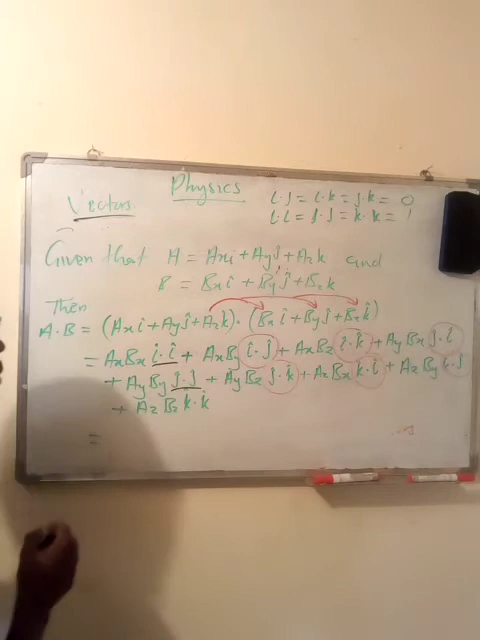 Physics
Vectors
i.j = i.k = j.k = 0
i.i = j.j = k.k = 1
Given that A = Axi + Ayj + Azk and
B = Bxi + Byj + Bzk
Then
A.B = (Axi + Ayj + Azk) . (Bxi + Byj + Bzk)
= AxBx i.i + AxBy i.j + AxBz i.k + AyBx j.i
+ AyBy j.j + AyBz j.k + AzBx k.i + AzBy k.j
+ AzBz k.k
=